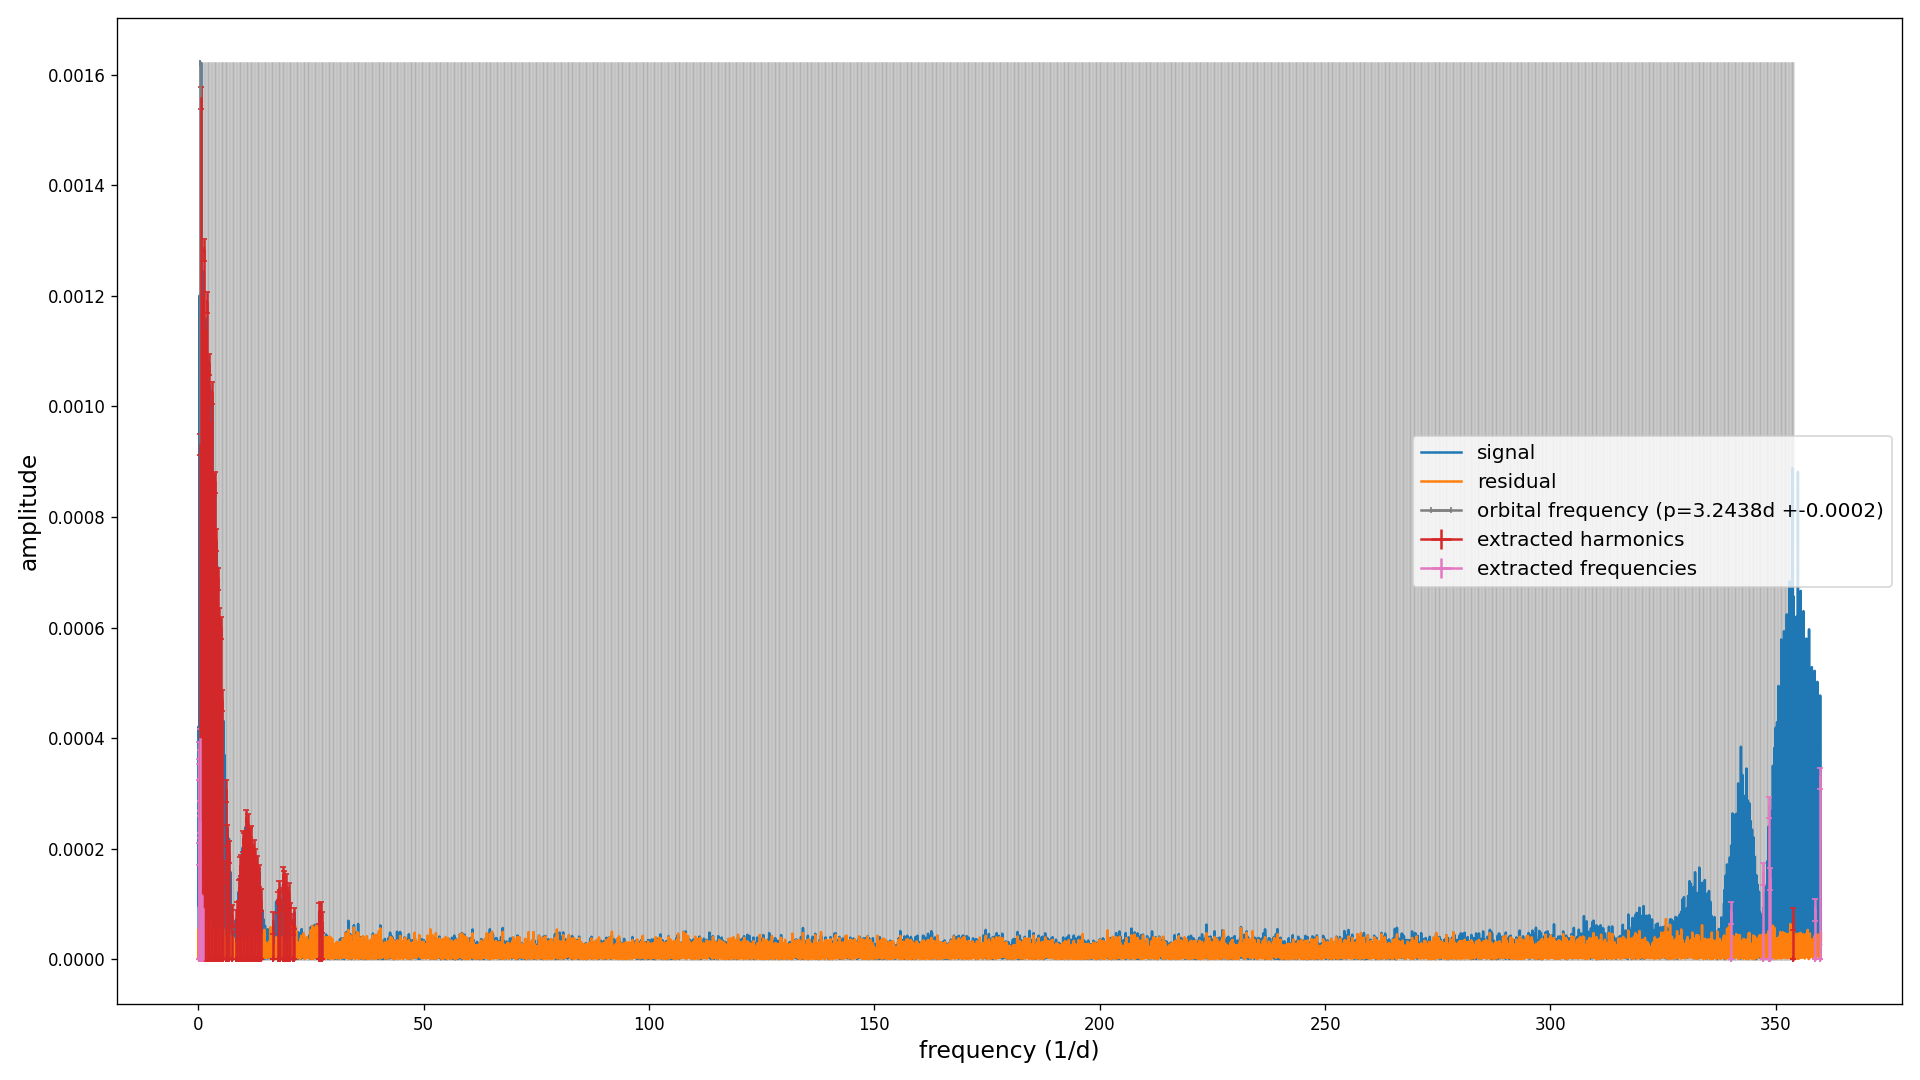 0.0016
0.0014
0.0012
0.0010
0.0008
0.0006
0.0004
0.0002
0.0000
amplitude
signal
residual
orbital frequency (p=3.2438d +-0.0002)
extracted harmonics
extracted frequencies
0 50 100 150 200 250 300 350
frequency (1/d)